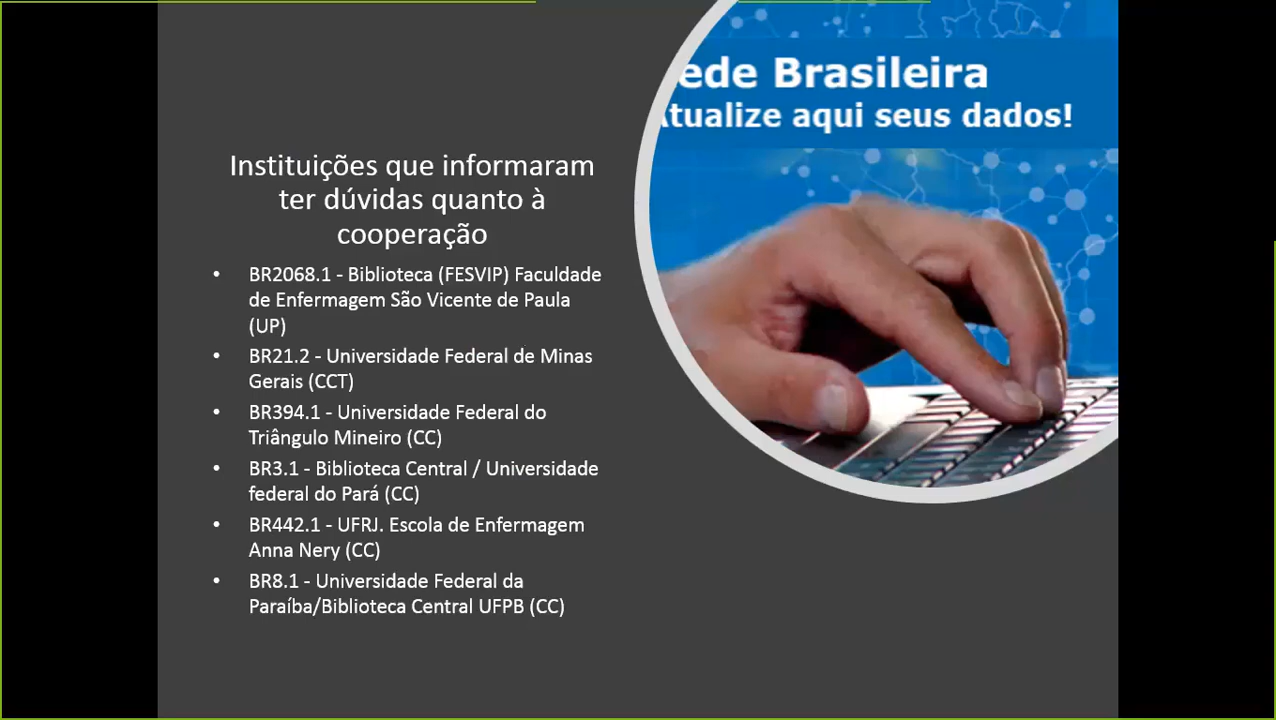 Brasileira
aqui seus dados!
Instituições que informaram
ter dúvidas quanto à
cooperação
• BR2068.1 - Biblioteca (FESVIP) Faculdade
de Enfermagem São Vicente de Paula
(UP)
• BR21.2 - Universidade Federal de Minas
Gerais (CCT)
• BR394.1 - Universidade Federal do
Triângulo Mineiro (CC)
• BR3.1 - Biblioteca Central / Universidade
federal do Pará (CC)
• BR442.1 - UFRJ. Escola de Enfermagem
Anna Nery (CC)
• BR8.1 - Universidade Federal da
Paraíba/Biblioteca Central UFPB (CC)